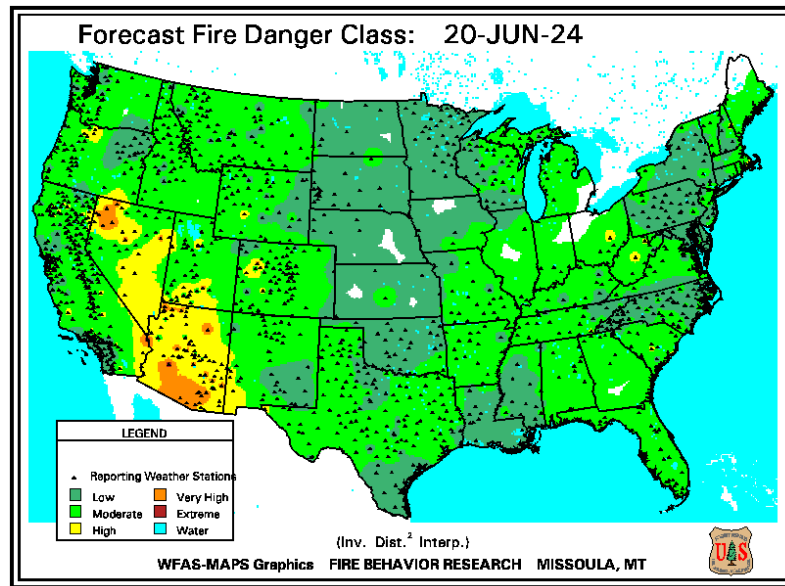 Forecast Fire Danger Class: 20-JUN-24
LEGEND
Reporting Weather Stations
Low
Moderate
High
Very High
Extreme
Water
(Inv. Dist.² Interp.)
WFAS-MAPS Graphics FIRE BEHAVIOR RESEARCH MISSOULA, MT
U S